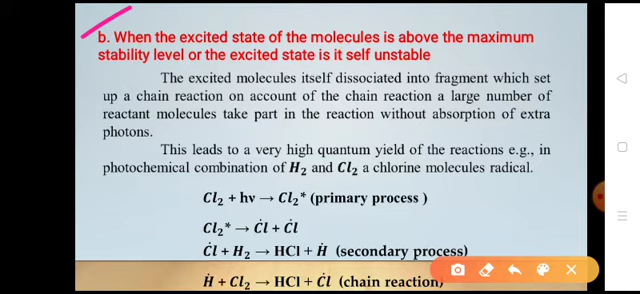 b. When the excited state of the molecules is above the maximum
stability level or the excited state is it self unstable
The excited molecules itself dissociated into fragment which set
up a chain reaction on account of the chain reaction a large number of
reactant molecules take part in the reaction without absorption of extra
photons.
This leads to a very high quantum yield of the reactions e.g., in
photochemical combination of H₂ and Cl₂ a chlorine molecules radical.
Cl₂ + hν → Cl₂* (primary process )
Cl₂* → Ċl + Ċl
Ċl + H₂ → HCl + Ḣ (secondary process)
Ḣ + Cl₂ → HCl + Ċl (chain reaction)